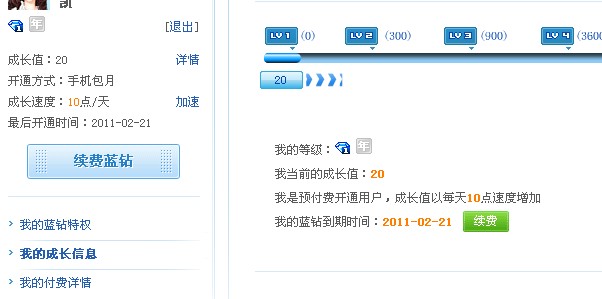 凯
年
[退出]
成长值：20 详情
开通方式：手机包月
成长速度：10点/天 加速
最后开通时间：2011-02-21
续费蓝钻
我的蓝钻特权
我的成长信息
我的付费详情
LV 1 (0) LV 2 (300) LV 3 (900) LV 4 (3600
20
我的等级： 年
我当前的成长值：20
我是预付费开通用户，成长值以每天10点速度增加
我的蓝钻到期时间：2011-02-21 续费